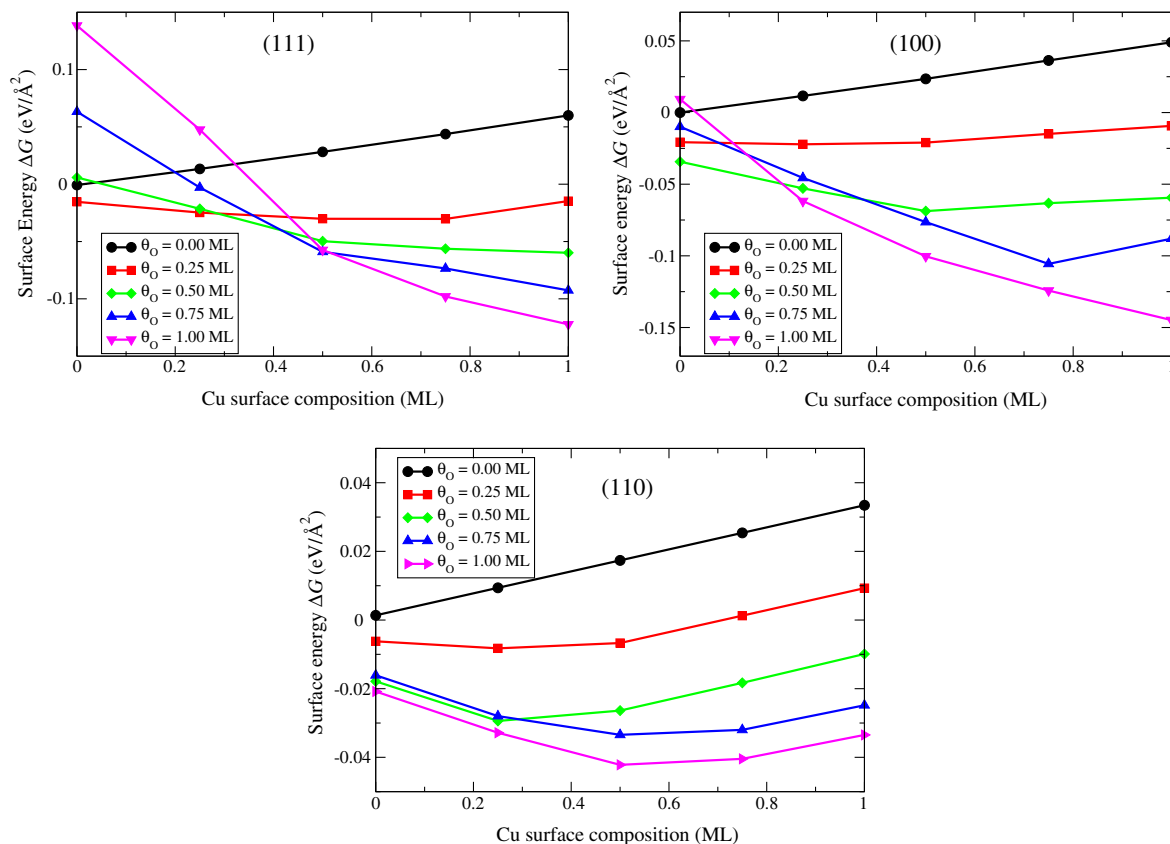 (111)
Surface Energy ΔG (eV/Å²)
0.1
0
-0.1
θO = 0.00 ML
θO = 0.25 ML
θO = 0.50 ML
θO = 0.75 ML
θO = 1.00 ML
0 0.2 0.4 0.6 0.8 1
Cu surface composition (ML)
(100)
Surface energy ΔG (eV/Å²)
0.05
0
-0.05
-0.1
-0.15
θO = 0.00 ML
θO = 0.25 ML
θO = 0.50 ML
θO = 0.75 ML
θO = 1.00 ML
0 0.2 0.4 0.6 0.8 1
Cu surface composition (ML)
(110)
Surface energy ΔG (eV/Å²)
0.04
0.02
0
-0.02
-0.04
θO = 0.00 ML
θO = 0.25 ML
θO = 0.50 ML
θO = 0.75 ML
θO = 1.00 ML
0 0.2 0.4 0.6 0.8 1
Cu surface composition (ML)